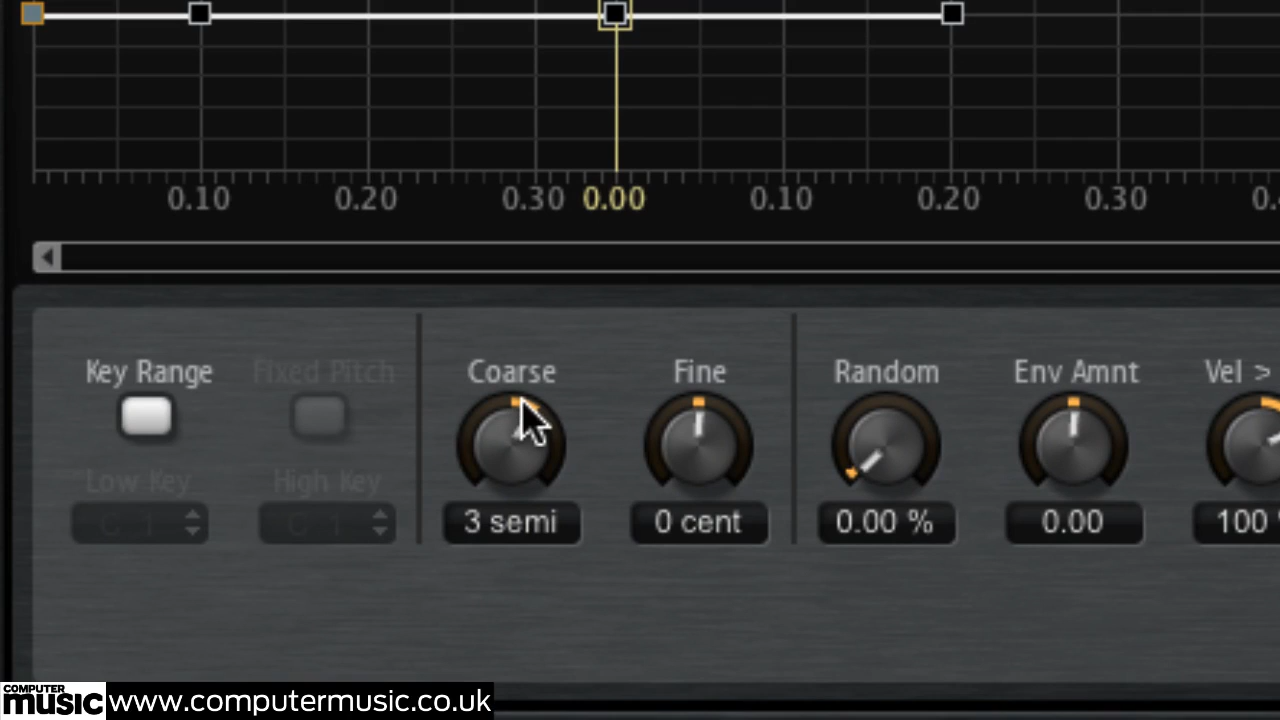 0.10 0.20 0.30 0.00 0.10 0.20 0.30
Key Range Fixed Pitch Coarse Fine Random Env Amnt Vel >
Low Key High Key
3 semi 0 cent 0.00 % 0.00 100
COMPUTER
music www.computermusic.co.uk